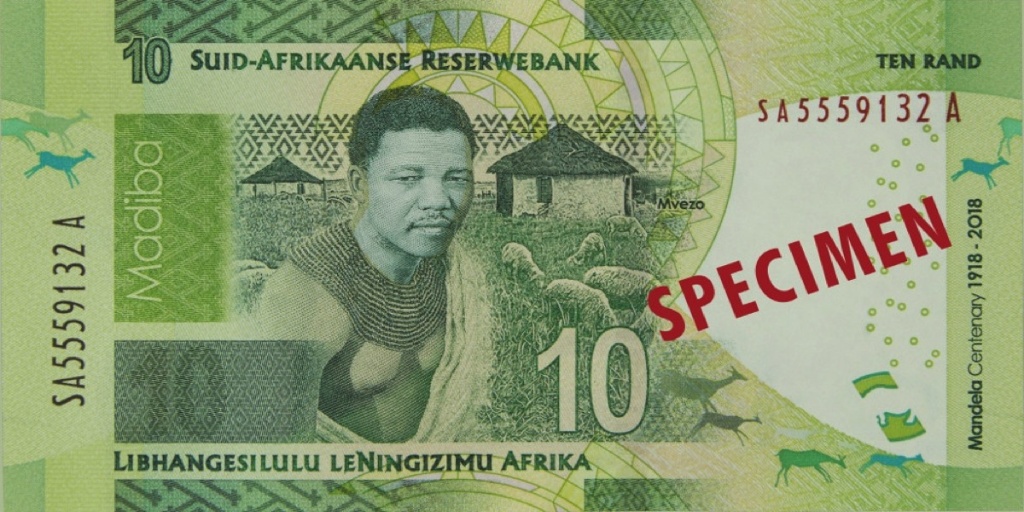 10 SUID-AFRIKAANSE RESERWEBANK
TEN RAND
SA5559132 A
Madiba
Mvezo
SA5559132 A
SPECIMEN
Mandela Centenary 1918 - 2018
10
10
LIBHANGESILULU LENINGIZIMU AFRIKA